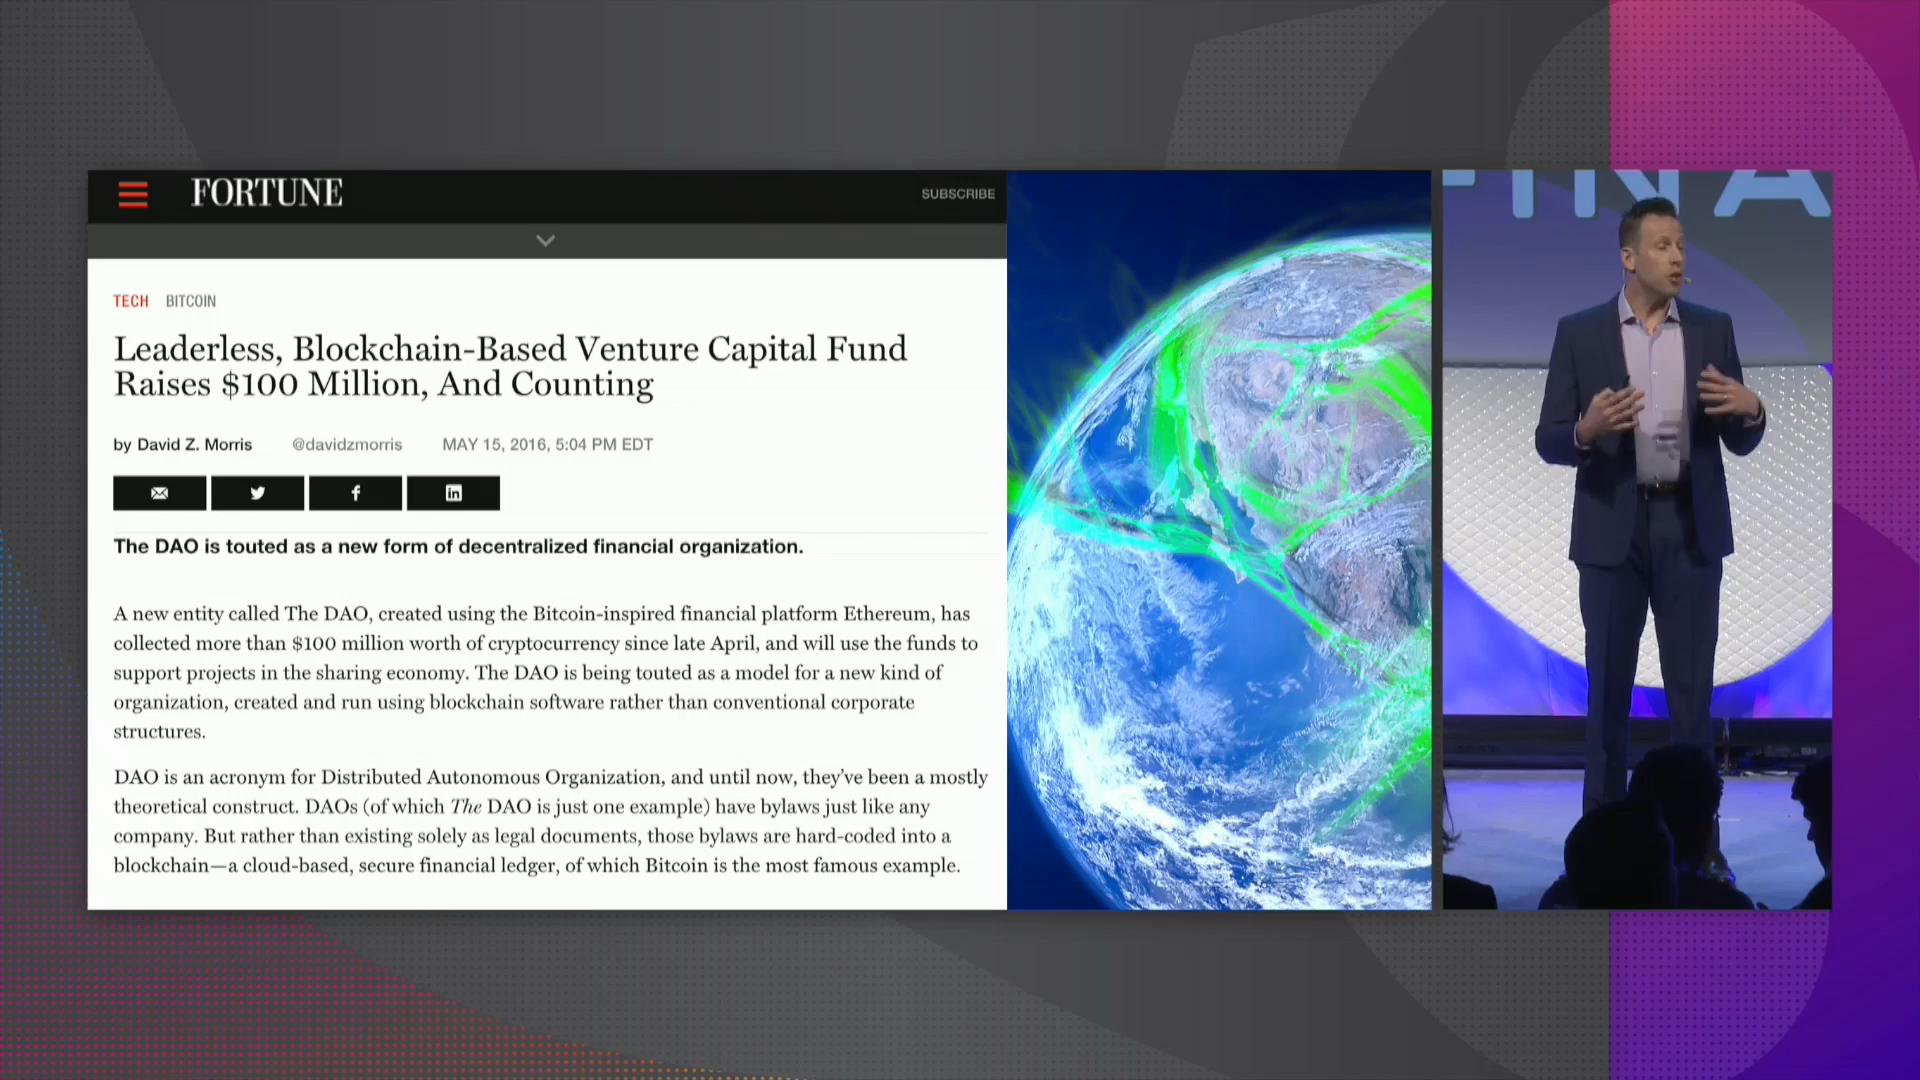 FORTUNE
SUBSCRIBE
TECH BITCOIN
Leaderless, Blockchain-Based Venture Capital Fund
Raises $100 Million, And Counting
by David Z. Morris @davidzmorris MAY 15, 2016, 5:04 PM EDT
The DAO is touted as a new form of decentralized financial organization.
A new entity called The DAO, created using the Bitcoin-inspired financial platform Ethereum, has
collected more than $100 million worth of cryptocurrency since late April, and will use the funds to
support projects in the sharing economy. The DAO is being touted as a model for a new kind of
organization, created and run using blockchain software rather than conventional corporate
structures.
DAO is an acronym for Distributed Autonomous Organization, and until now, they’ve been a mostly
theoretical construct. DAOs (of which The DAO is just one example) have bylaws just like any
company. But rather than existing solely as legal documents, those bylaws are hard-coded into a
blockchain—a cloud-based, secure financial ledger, of which Bitcoin is the most famous example.